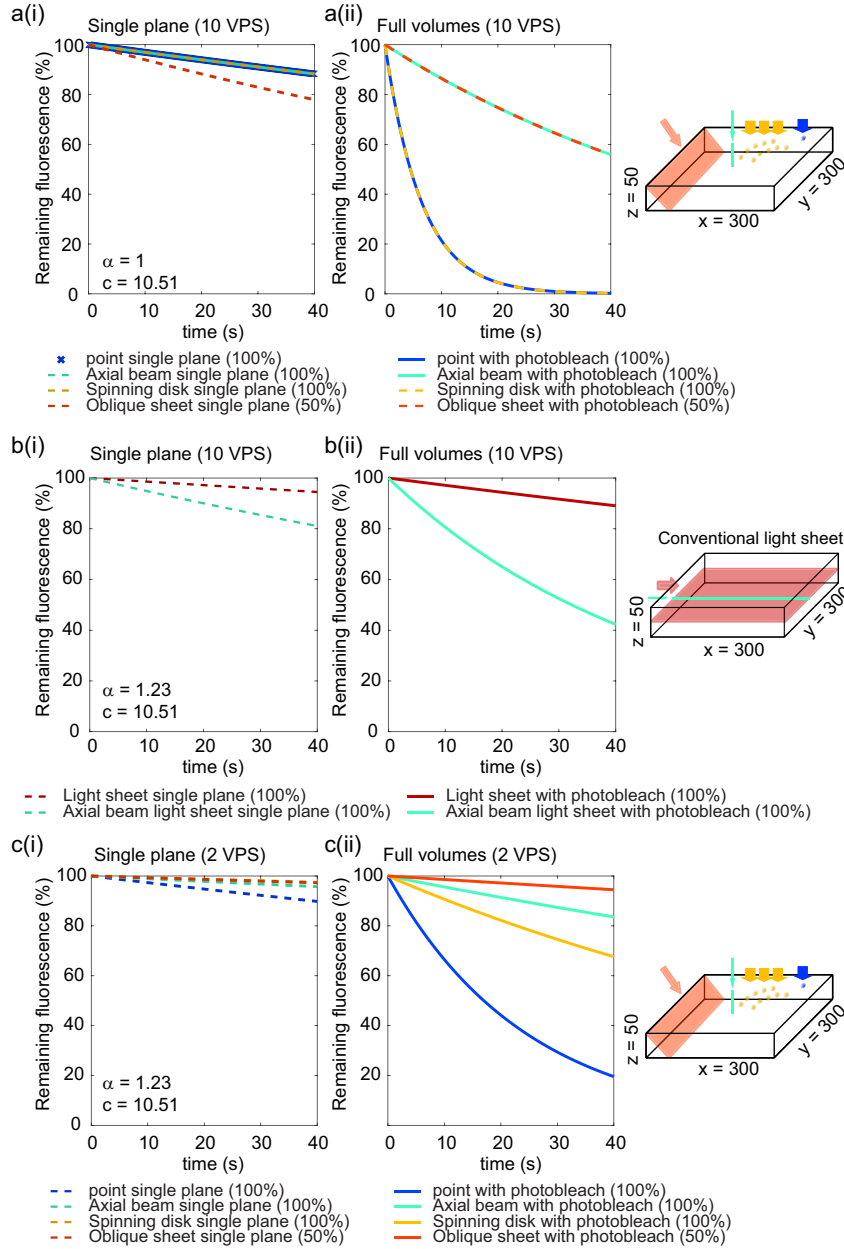 a(i)
Single plane (10 VPS)
Remaining fluorescence (%)
100
80
60
40
20
0
α = 1
c = 10.51
0 10 20 30 40
time (s)
a(ii)
Full volumes (10 VPS)
Remaining fluorescence (%)
100
80
60
40
20
0
0 10 20 30 40
time (s)
z = 50
x = 300
y = 300
point single plane (100%)
Axial beam single plane (100%)
Spinning disk single plane (100%)
Oblique sheet single plane (50%)
point with photobleach (100%)
Axial beam with photobleach (100%)
Spinning disk with photobleach (100%)
Oblique sheet with photobleach (50%)
b(i)
Single plane (10 VPS)
Remaining fluorescence (%)
100
80
60
40
20
0
α = 1.23
c = 10.51
0 10 20 30 40
time (s)
b(ii)
Full volumes (10 VPS)
Remaining fluorescence (%)
100
80
60
40
20
0
0 10 20 30 40
time (s)
Conventional light sheet
z = 50
x = 300
y = 300
Light sheet single plane (100%)
Axial beam light sheet single plane (100%)
Light sheet with photobleach (100%)
Axial beam light sheet with photobleach (100%)
c(i)
Single plane (2 VPS)
Remaining fluorescence (%)
100
80
60
40
20
0
α = 1.23
c = 10.51
0 10 20 30 40
time (s)
c(ii)
Full volumes (2 VPS)
Remaining fluorescence (%)
100
80
60
40
20
0 10 20 30 40
time (s)
z = 50
x = 300
y = 300
point single plane (100%)
Axial beam single plane (100%)
Spinning disk single plane (100%)
Oblique sheet single plane (50%)
point with photobleach (100%)
Axial beam with photobleach (100%)
Spinning disk with photobleach (100%)
Oblique sheet with photobleach (50%)